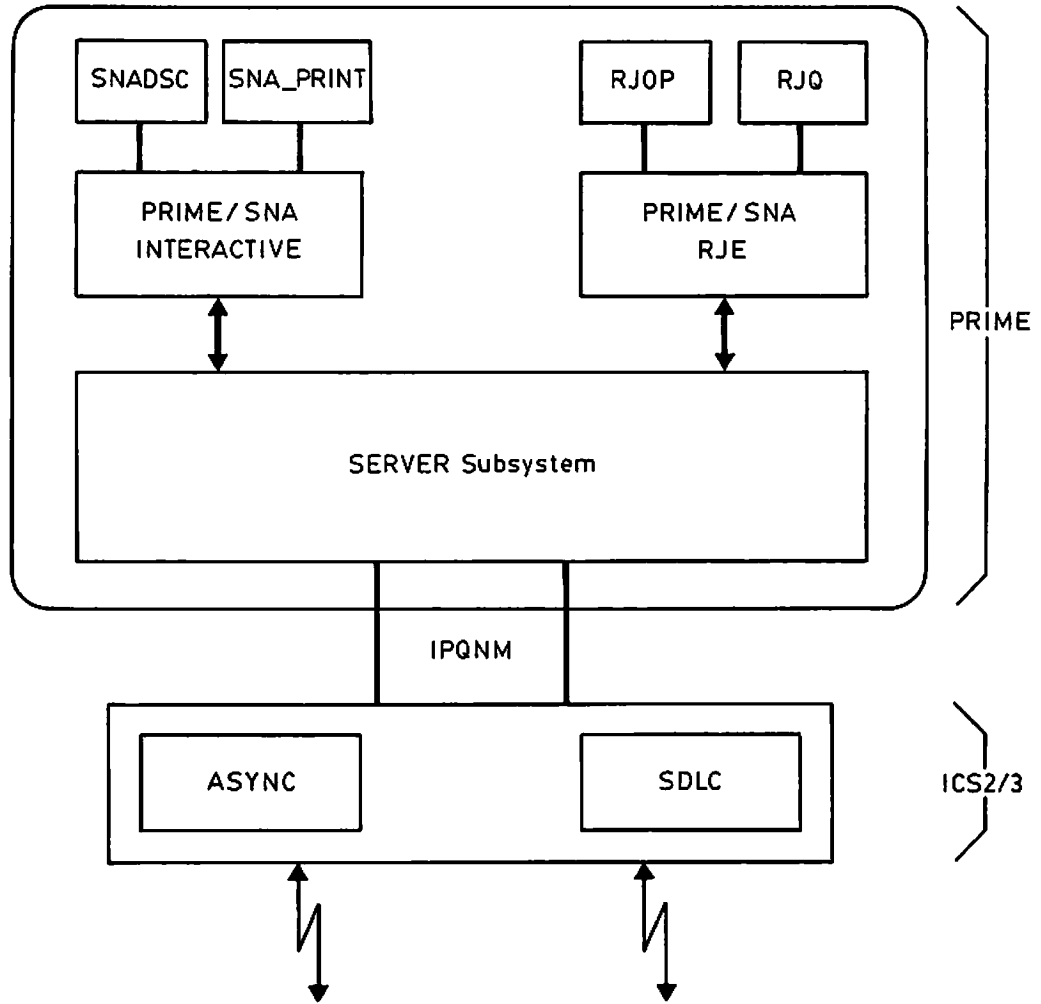 SNADSC
SNA_PRINT
RJOP
RJQ
PRIME/SNA
INTERACTIVE
PRIME/SNA
RJE
PRIME
SERVER Subsystem
IPQNM
ASYNC
SDLC
ICS2/3